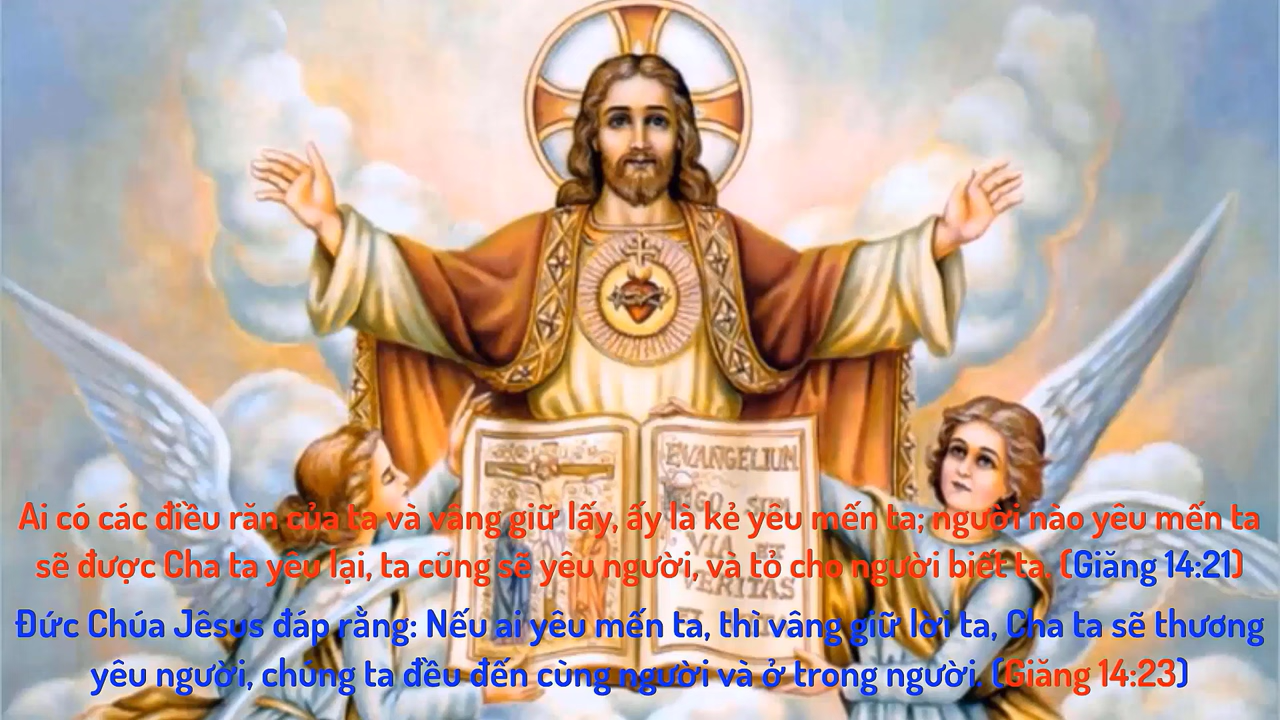 EVANGELIUM
EGO SUM
VIA ET
VERITAS
Ai có các điều răn của ta và vâng giữ lấy, ấy là kẻ yêu mến ta; người nào yêu mến ta
sẽ được Cha ta yêu lại, ta cũng sẽ yêu người, và tỏ cho người biết ta. (Giăng 14:21)
Đức Chúa Jêsus đáp rằng: Nếu ai yêu mến ta, thì vâng giữ lời ta, Cha ta sẽ thương
yêu người, chúng ta đều đến cùng người và ở trong người. (Giăng 14:23)